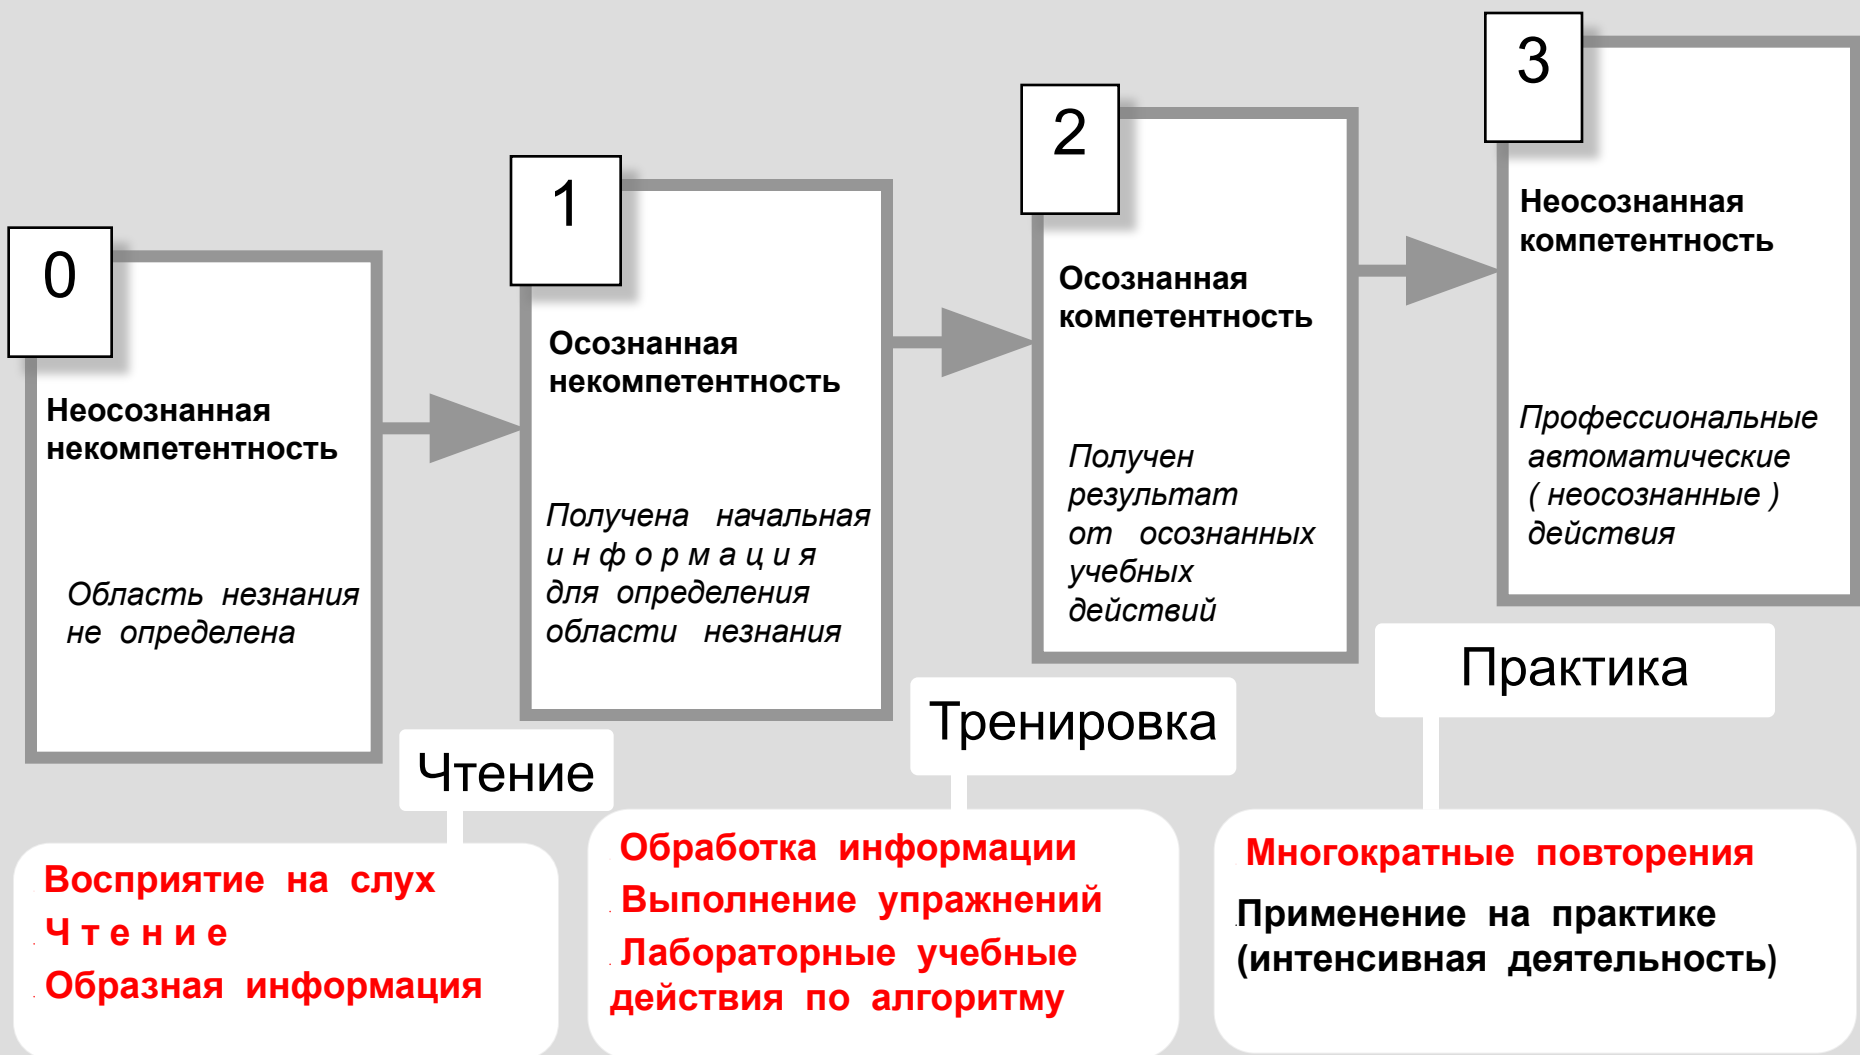 0
Неосознанная
некомпетентность
Область незнания
не определена
1
Осознанная
некомпетентность
Получена начальная
и н ф о р м а ц и я
для определения
области незнания
2
Осознанная
компетентность
Получен
результат
от осознанных
учебных
действий
3
Неосознанная
компетентность
Профессиональные
автоматические
( неосознанные )
действия
Чтение
Восприятие на слух
Ч т е н и е
Образная информация
Тренировка
Обработка информации
Выполнение упражнений
Лабораторные учебные
действия по алгоритму
Практика
Многократные повторения
Применение на практике
(интенсивная деятельность)